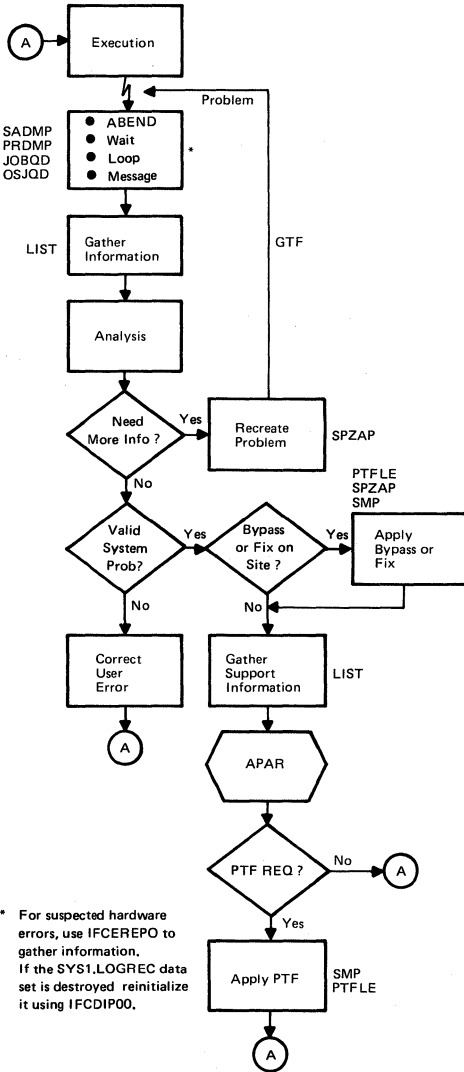 A
Execution
Problem
SADMP
PRDMP
JOBQD
OSJQD
● ABEND
● Wait
● Loop
● Message
*
GTF
LIST
Gather
Information
Analysis
Need
More Info ?
Yes
Recreate
Problem
SPZAP
No
PTFLE
SPZAP
SMP
Valid
System
Prob?
Yes
Bypass
or Fix on
Site ?
Yes
Apply
Bypass or
Fix
No
No
Correct
User
Error
Gather
Support
Information
LIST
A
APAR
PTF REQ ?
No
A
Yes
* For suspected hardware
errors, use IFCEREPO to
gather information.
If the SYS1.LOGREC data
set is destroyed reinitialize
it using IFCDIP00.
Apply PTF
SMP
PTFLE
A